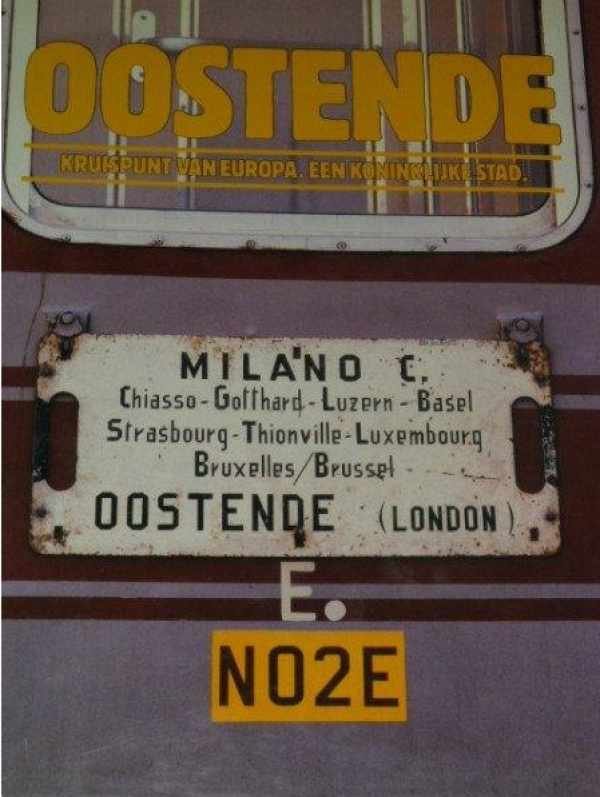 OOSTENDE
KRUISPUNT VAN EUROPA. EEN KONINKLIJKE STAD.
MILANO C.
Chiasso - Gotthard - Luzern - Basel
Strasbourg - Thionville - Luxembourg
Bruxelles/Brussel -
OOSTENDE (LONDON)
E.
NO2E